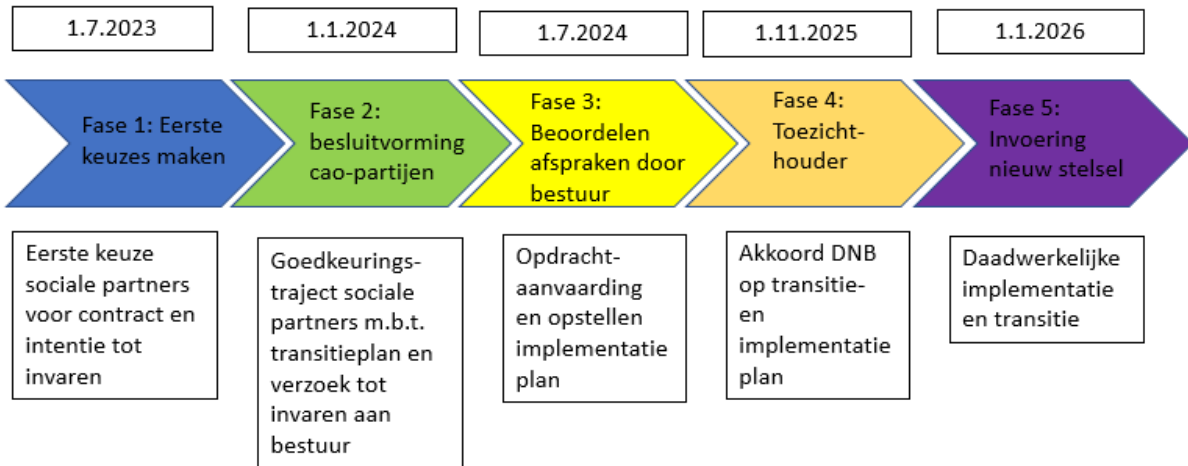 1.7.2023
1.1.2024
1.7.2024
1.11.2025
1.1.2026
Fase 1: Eerste
keuzes maken
Fase 2:
besluitvorming
cao-partijen
Fase 3:
Beoordelen
afspraken door
bestuur
Fase 4:
Toezicht-
houder
Fase 5:
Invoering
nieuw stelsel
Eerste keuze
sociale partners
voor contract en
intentie tot
invaren
Goedkeurings-
traject sociale
partners m.b.t.
transitieplan en
verzoek tot
invaren aan
bestuur
Opdracht-
aanvaarding
en opstellen
implementatie
plan
Akkoord DNB
op transitie-
en
implementatie
plan
Daadwerkelijke
implementatie
en transitie